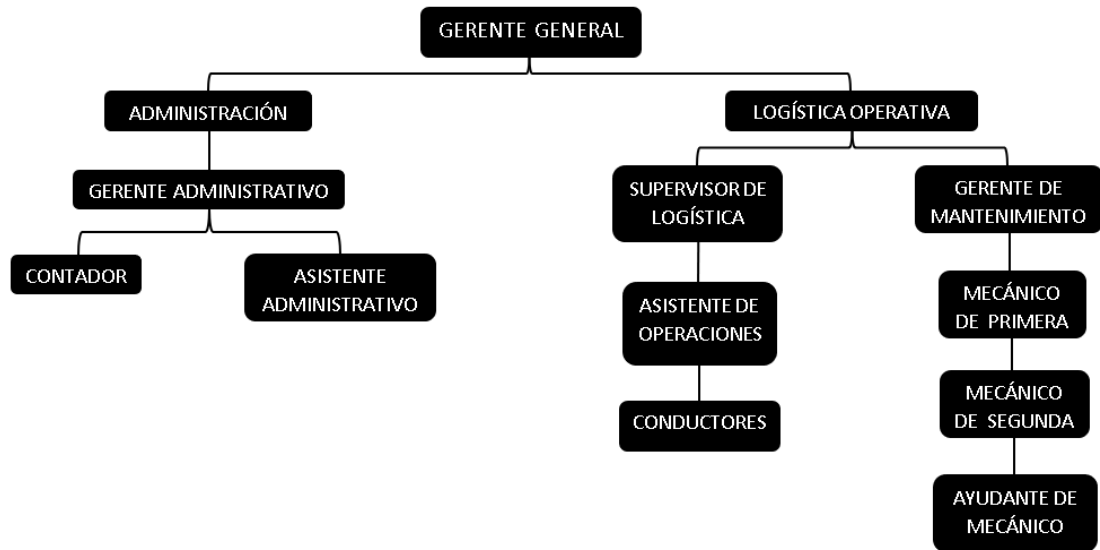 GERENTE GENERAL
ADMINISTRACIÓN
LOGÍSTICA OPERATIVA
GERENTE ADMINISTRATIVO
SUPERVISOR DE
LOGÍSTICA
GERENTE DE
MANTENIMIENTO
CONTADOR
ASISTENTE
ADMINISTRATIVO
ASISTENTE DE
OPERACIONES
MECÁNICO
DE PRIMERA
CONDUCTORES
MECÁNICO
DE SEGUNDA
AYUDANTE DE
MECÁNICO